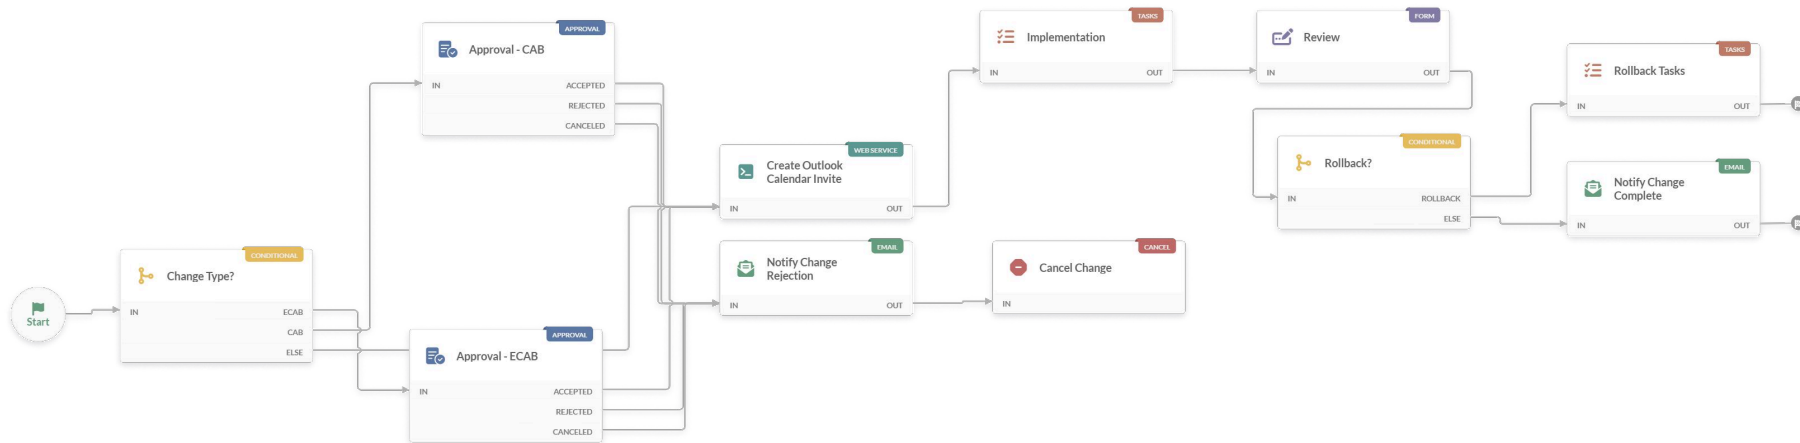 Start
CONDITIONAL
Change Type?
IN
ECAB
CAB
ELSE
APPROVAL
Approval - CAB
IN
ACCEPTED
REJECTED
CANCELED
APPROVAL
Approval - ECAB
IN
ACCEPTED
REJECTED
CANCELED
WEB SERVICE
Create Outlook
Calendar Invite
IN OUT
EMAIL
Notify Change
Rejection
IN OUT
TASKS
Implementation
IN OUT
CANCEL
Cancel Change
IN
FORM
Review
IN OUT
CONDITIONAL
Rollback?
IN
ROLLBACK
ELSE
TASKS
Rollback Tasks
IN OUT
EMAIL
Notify Change
Complete
IN OUT